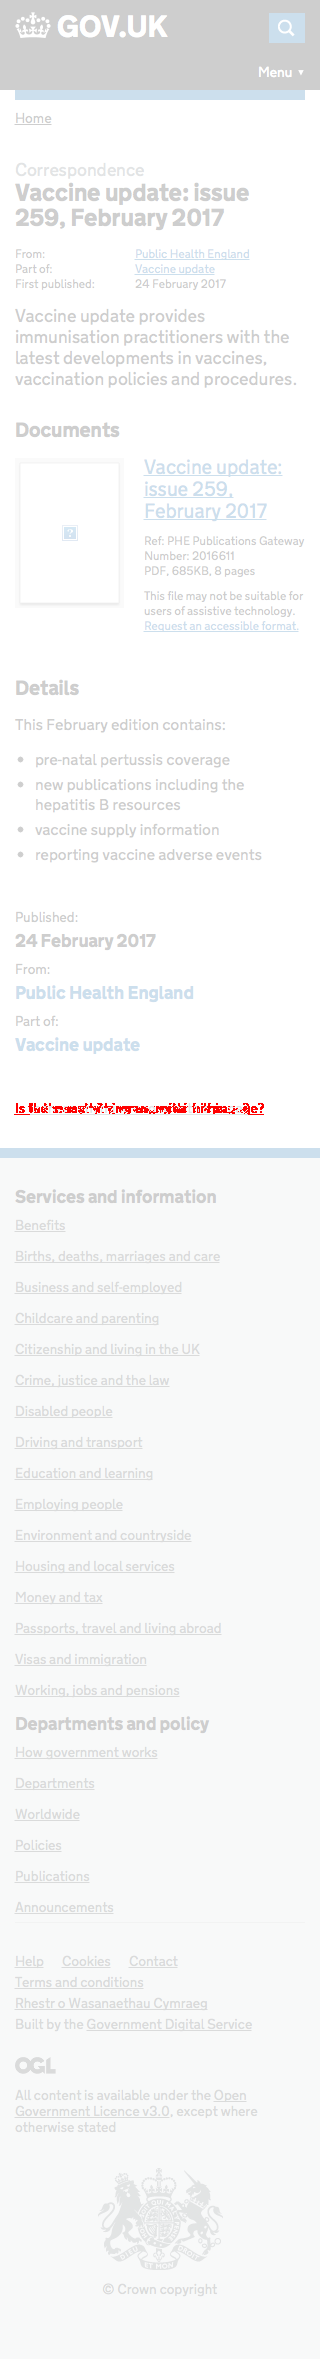 GOV.UK
Menu ▼
Home
Correspondence
Vaccine update: issue
259, February 2017
From: Public Health England
Part of: Vaccine update
First published: 24 February 2017
Vaccine update provides
immunisation practitioners with the
latest developments in vaccines,
vaccination policies and procedures.
Documents
Vaccine update:
issue 259,
February 2017
Ref: PHE Publications Gateway
Number: 2016611
PDF, 685KB, 8 pages
This file may not be suitable for
users of assistive technology.
Request an accessible format.
Details
This February edition contains:
• pre-natal pertussis coverage
• new publications including the
hepatitis B resources
• vaccine supply information
• reporting vaccine adverse events
Published:
24 February 2017
From:
Public Health England
Part of:
Vaccine update
Services and information
Benefits
Births, deaths, marriages and care
Business and self-employed
Childcare and parenting
Citizenship and living in the UK
Crime, justice and the law
Disabled people
Driving and transport
Education and learning
Employing people
Environment and countryside
Housing and local services
Money and tax
Passports, travel and living abroad
Visas and immigration
Working, jobs and pensions
Departments and policy
How government works
Departments
Worldwide
Policies
Publications
Announcements
Help Cookies Contact
Terms and conditions
Rhestr o Wasanaethau Cymraeg
Built by the Government Digital Service
OGL
All content is available under the Open
Government Licence v3.0, except where
otherwise stated
© Crown copyright